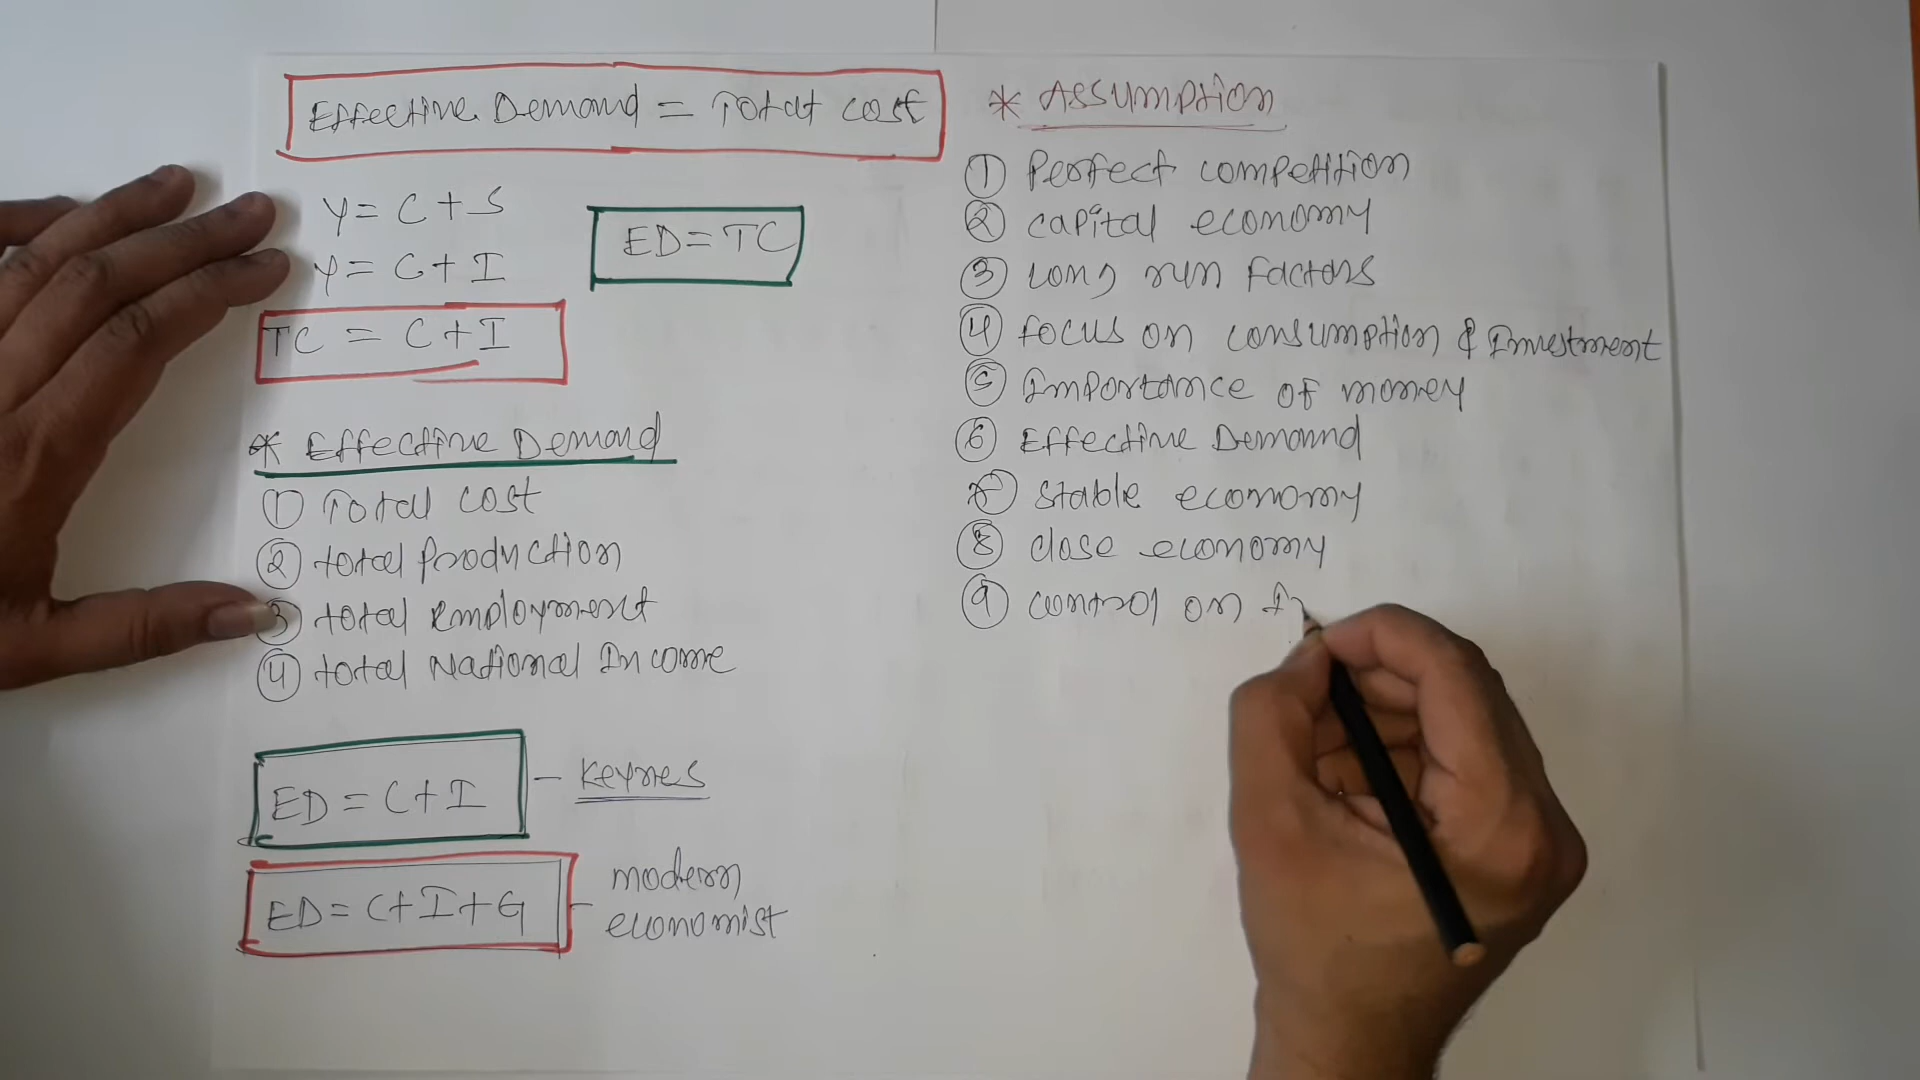 Effective Demand = Total cost
Y = C + S
Y = C + I
ED = TC
TC = C + I
* Effective Demand
① Total cost
② total production
③ total Employment
④ total National Income
ED = C + I - Keynes
ED = C + I + G - modern
economist
* Assumption
① Perfect competition
② capital economy
③ Long run factors
④ focus on consumption & Investment
⑤ Importance of money
⑥ Effective Demand
⑦ stable economy
⑧ close economy
⑨ control on